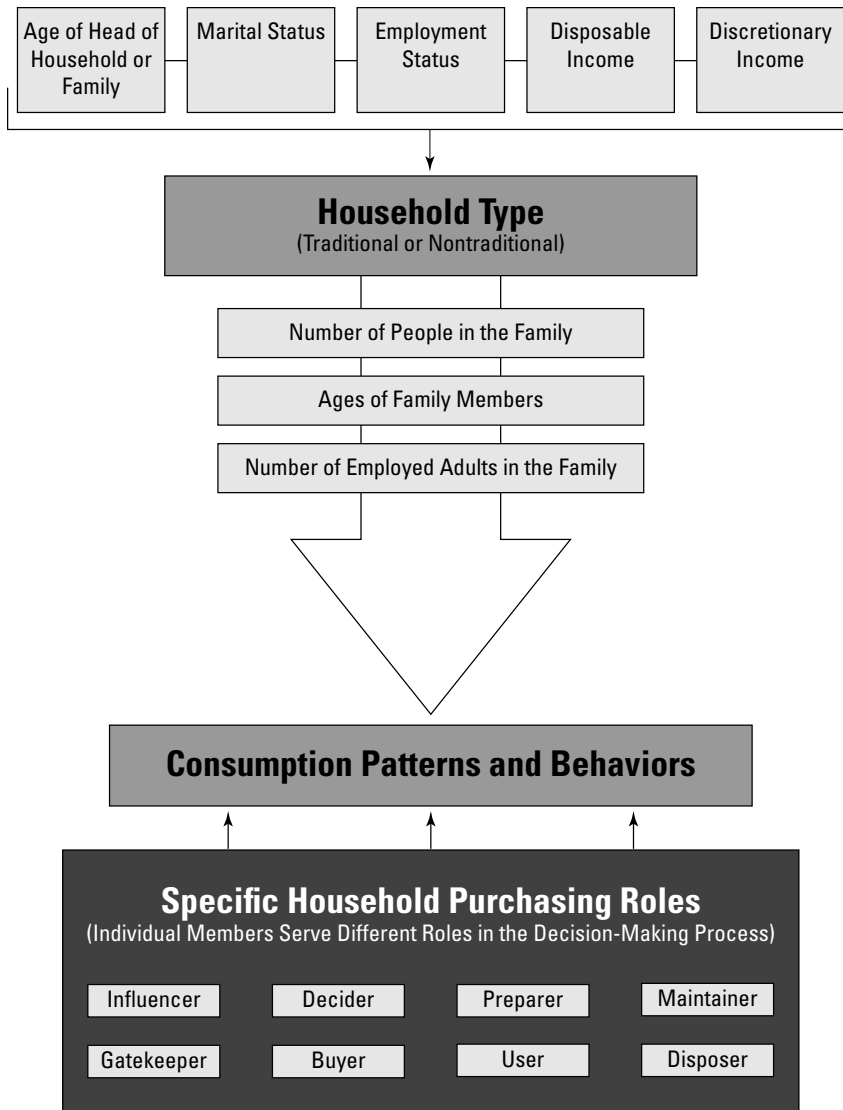 Age of Head of
Household or
Family
Marital Status
Employment
Status
Disposable
Income
Discretionary
Income
Household Type
(Traditional or Nontraditional)
Number of People in the Family
Ages of Family Members
Number of Employed Adults in the Family
Consumption Patterns and Behaviors
Specific Household Purchasing Roles
(Individual Members Serve Different Roles in the Decision-Making Process)
Influencer
Decider
Preparer
Maintainer
Gatekeeper
Buyer
User
Disposer